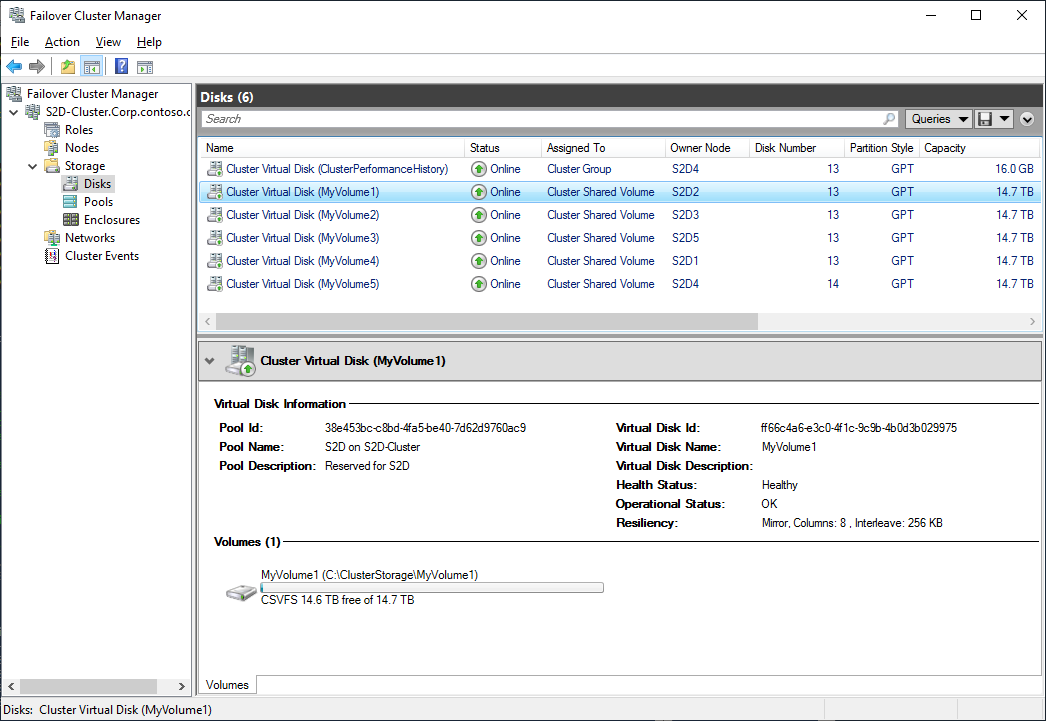 Failover Cluster Manager
File Action View Help
Failover Cluster Manager
S2D-Cluster.Corp.contoso.c
Roles
Nodes
Storage
Disks
Pools
Enclosures
Networks
Cluster Events
Disks (6)
Search Queries
Name Status Assigned To Owner Node Disk Number Partition Style Capacity
Cluster Virtual Disk (ClusterPerformanceHistory) Online Cluster Group S2D4 13 GPT 16.0 GB
Cluster Virtual Disk (MyVolume1) Online Cluster Shared Volume S2D2 13 GPT 14.7 TB
Cluster Virtual Disk (MyVolume2) Online Cluster Shared Volume S2D3 13 GPT 14.7 TB
Cluster Virtual Disk (MyVolume3) Online Cluster Shared Volume S2D5 13 GPT 14.7 TB
Cluster Virtual Disk (MyVolume4) Online Cluster Shared Volume S2D1 13 GPT 14.7 TB
Cluster Virtual Disk (MyVolume5) Online Cluster Shared Volume S2D4 14 GPT 14.7 TB
Cluster Virtual Disk (MyVolume1)
Virtual Disk Information
Pool Id: 38e453bc-c8bd-4fa5-be40-7d62d9760ac9
Pool Name: S2D on S2D-Cluster
Pool Description: Reserved for S2D
Virtual Disk Id: ff66c4a6-e3c0-4f1c-9c9b-4b0d3b029975
Virtual Disk Name: MyVolume1
Virtual Disk Description:
Health Status: Healthy
Operational Status: OK
Resiliency: Mirror, Columns: 8 , Interleave: 256 KB
Volumes (1)
MyVolume1 (C:\ClusterStorage\MyVolume1)
CSVFS 14.6 TB free of 14.7 TB
Volumes
Disks: Cluster Virtual Disk (MyVolume1)